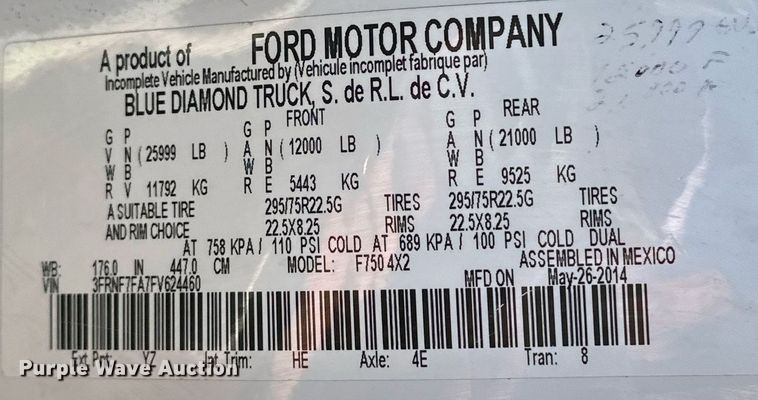 A product of FORD MOTOR COMPANY
Incomplete Vehicle Manufactured by (Vehicule incomplet fabrique par)
BLUE DIAMOND TRUCK, S. de R.L. de C.V.
FRONT REAR
G P G P G P
V N (25999 LB ) A N (12000 LB ) A N (21000 LB )
W B W B W B
R V 11792 KG R E 5443 KG R E 9525 KG
A SUITABLE TIRE 295/75R22.5G TIRES 295/75R22.5G TIRES
AND RIM CHOICE 22.5X8.25 RIMS 22.5X8.25 RIMS
AT 758 KPA/ 110 PSI COLD AT 689 KPA/ 100 PSI COLD DUAL
WB: 176.0 IN 447.0 CM MODEL: F750 4X2 ASSEMBLED IN MEXICO
VIN 3FRNF7FA7FV624460 MFD ON May-26-2014
Ext Pnt: YZ Int Trim: HE Axle: 4E Tran: 8
Purple Wave Auction